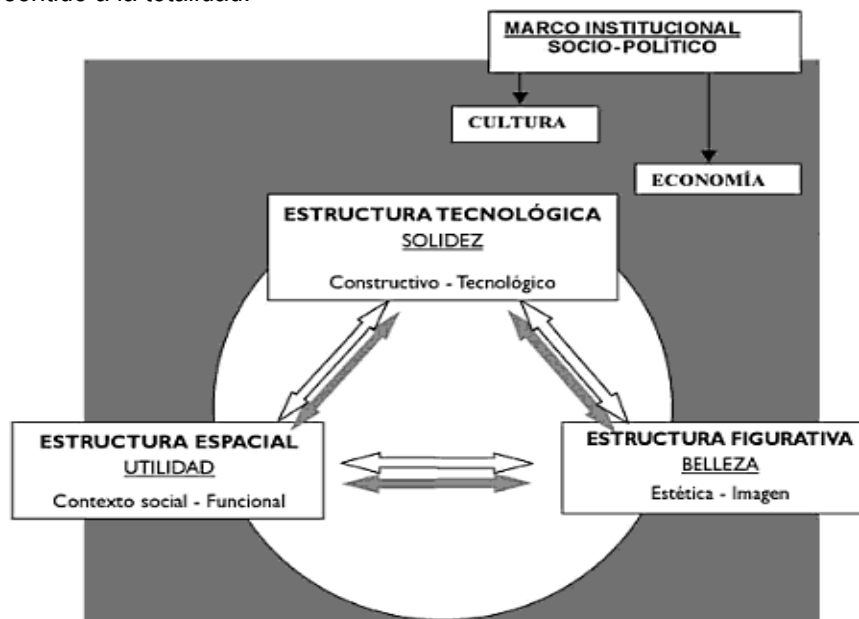 sentido a la totalidad.
MARCO INSTITUCIONAL
SOCIO-POLÍTICO
CULTURA
ECONOMÍA
ESTRUCTURA TECNOLÓGICA
SOLIDEZ
Constructivo - Tecnológico
ESTRUCTURA ESPACIAL
UTILIDAD
Contexto social - Funcional
ESTRUCTURA FIGURATIVA
BELLEZA
Estética - Imagen